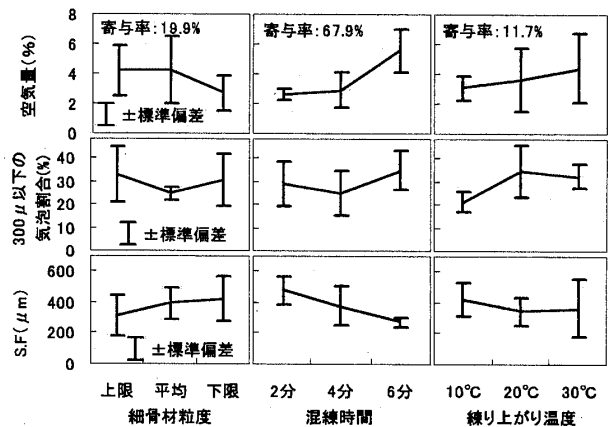 寄与率:19.9%
寄与率:67.9%
寄与率:11.7%
空気量(%)
8
6
4
2
0
±標準偏差
300μ以下の
気泡割合(%)
40
30
20
10
0
±標準偏差
S.F(μm)
600
400
200
0
±標準偏差
上限 平均 下限
2分 4分 6分
10℃ 20℃ 30℃
細骨材粒度
混練時間
練り上がり温度